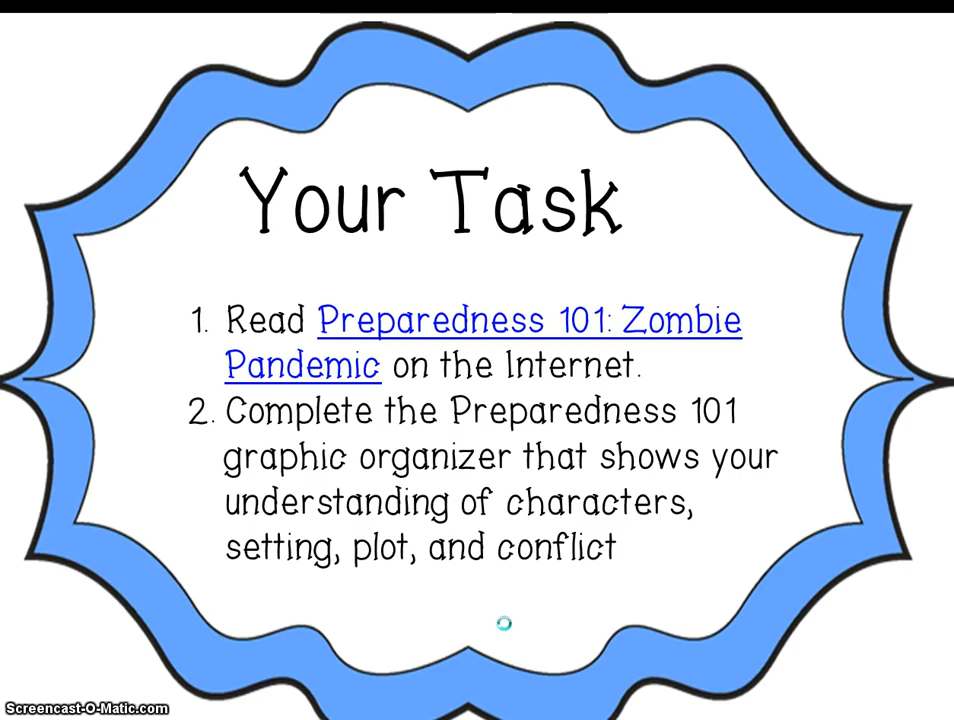 Your Task
1. Read Preparedness 101: Zombie
Pandemic on the Internet.
2. Complete the Preparedness 101
graphic organizer that shows your
understanding of characters,
setting, plot, and conflict
Screencast-O-Matic.com